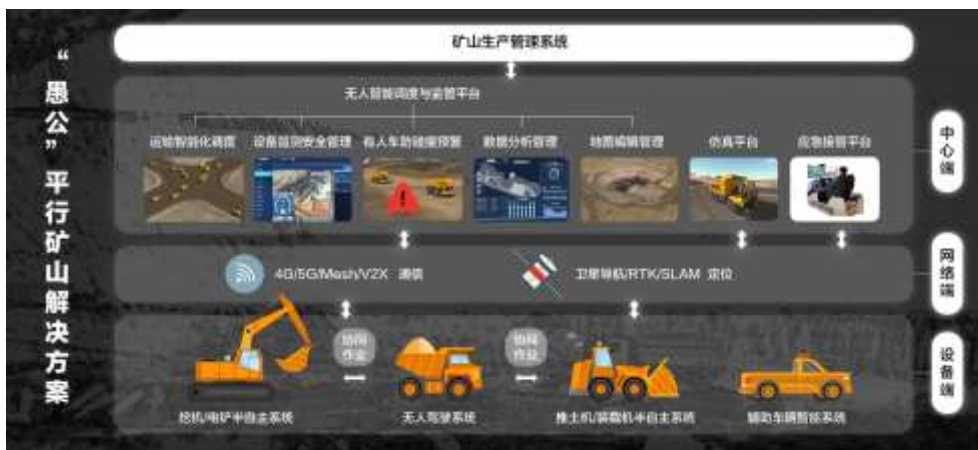 “愚公”平行矿山解决方案
矿山生产管理系统
无人智能调度与监管平台
运输智能化调度
设备监测安全管理
有人车防碰撞预警
数据分析管理
地图编辑管理
仿真平台
应急接管平台
中心端
4G/5G/Mesh/V2X 通信
卫星导航/RTK/SLAM 定位
网络端
协同
作业
协同
作业
挖机/电铲半自主系统
无人驾驶系统
推土机/装载机半自主系统
辅助车辆智能系统
设备端